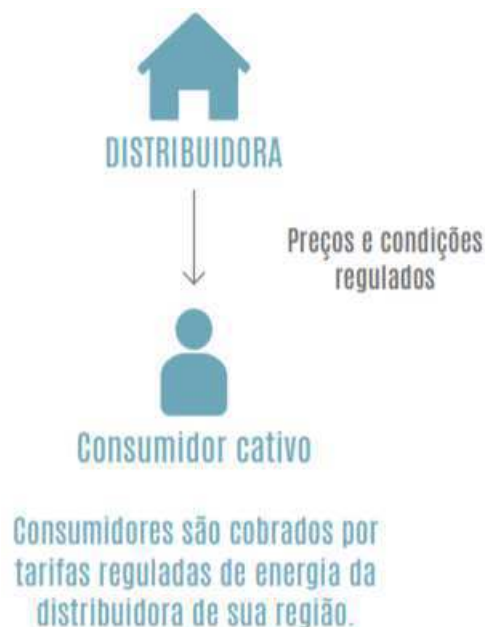 DISTRIBUIDORA
Preços e condições
regulados
Consumidor cativo
Consumidores são cobrados por
tarifas reguladas de energia da
distribuidora de sua região.